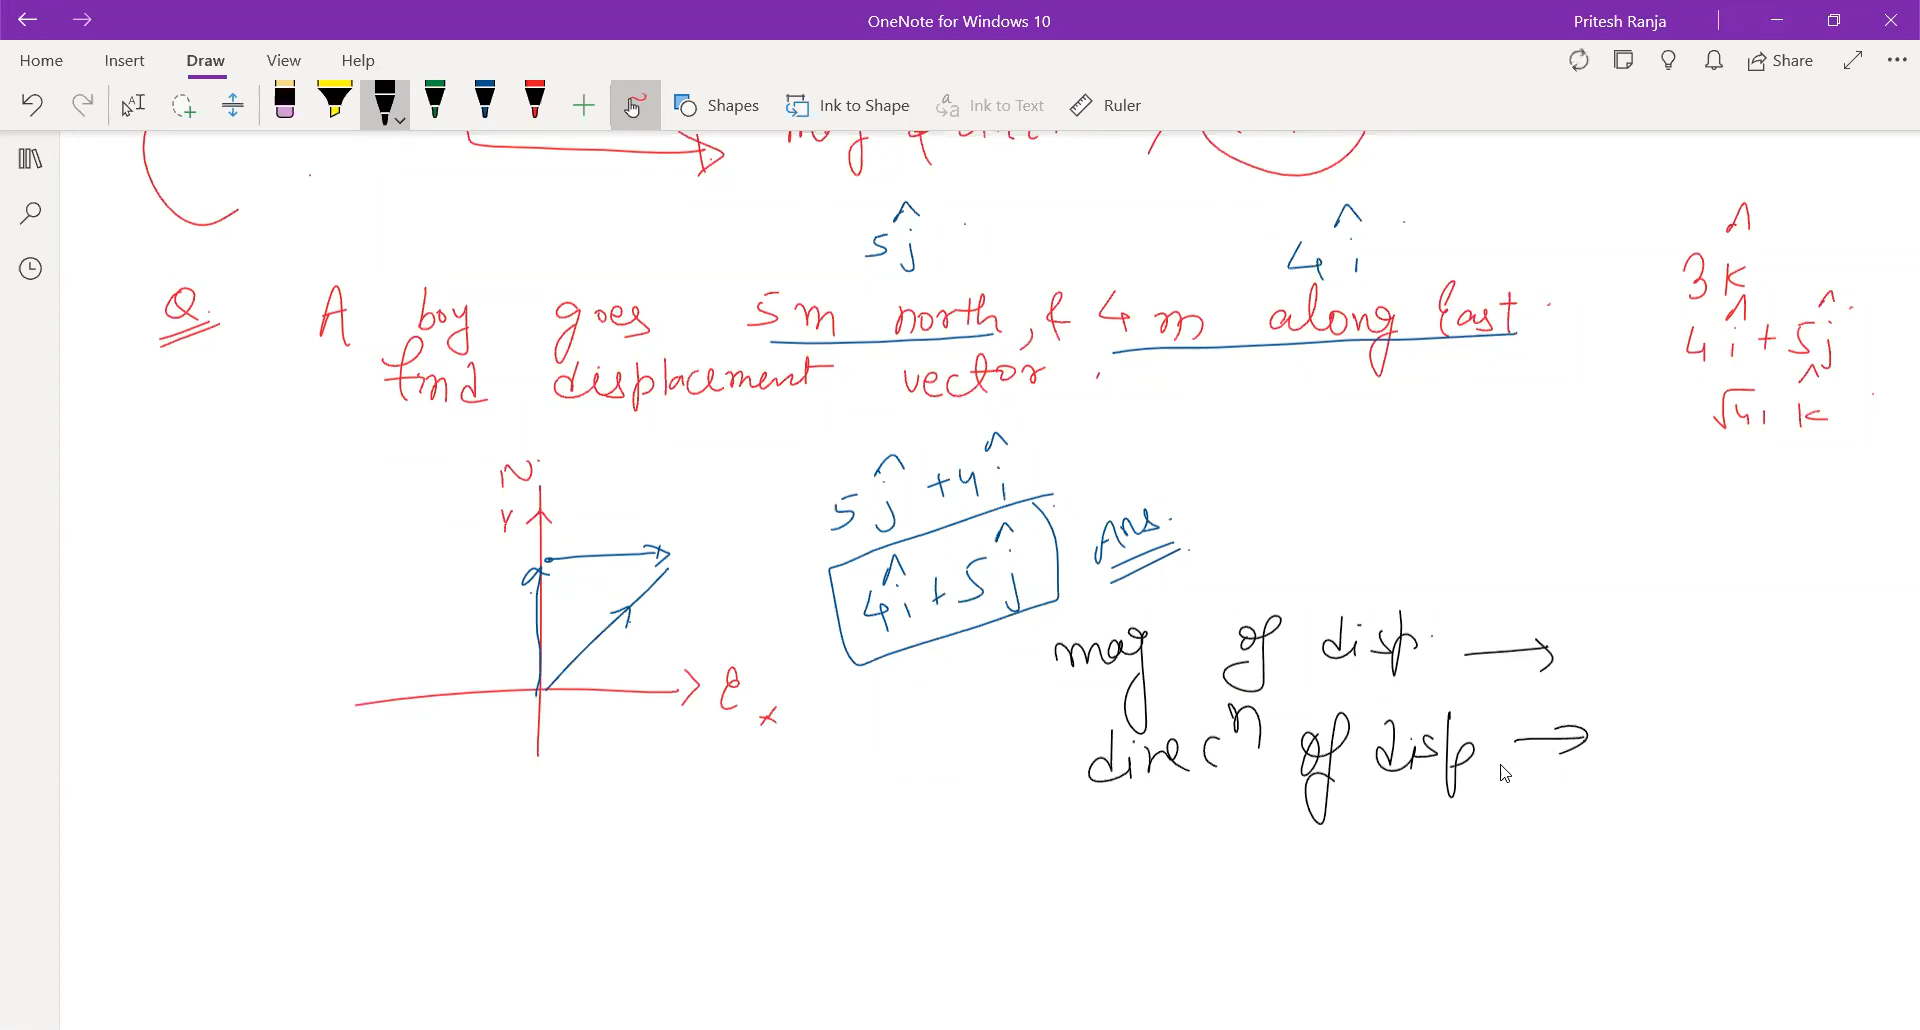 OneNote for Windows 10
Pritesh Ranja
Home Insert Draw View Help
Share
Shapes Ink to Shape Ink to Text Ruler
5ĵ 4î
3k̂
Q. A boy goes 5m north, & 4 m along East.
4î + 5ĵ
find displacement vector.
√41 k̂
N
Y
5ĵ + 4î
4î + 5ĵ
Ans.
E
x
mag of disp. →
direcⁿ of disp →